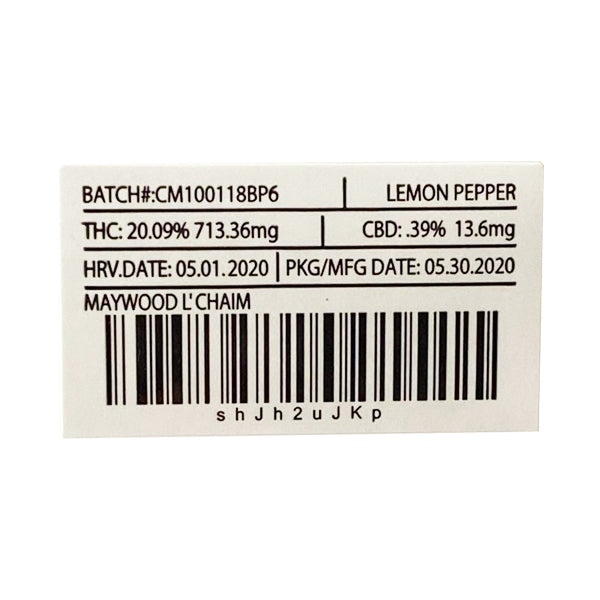 BATCH#:CM100118BP6 | LEMON PEPPER
THC: 20.09% 713.36mg | CBD: .39% 13.6mg
HRV.DATE: 05.01.2020 | PKG/MFG DATE: 05.30.2020
MAYWOOD L'CHAIM
shJh2uJKp